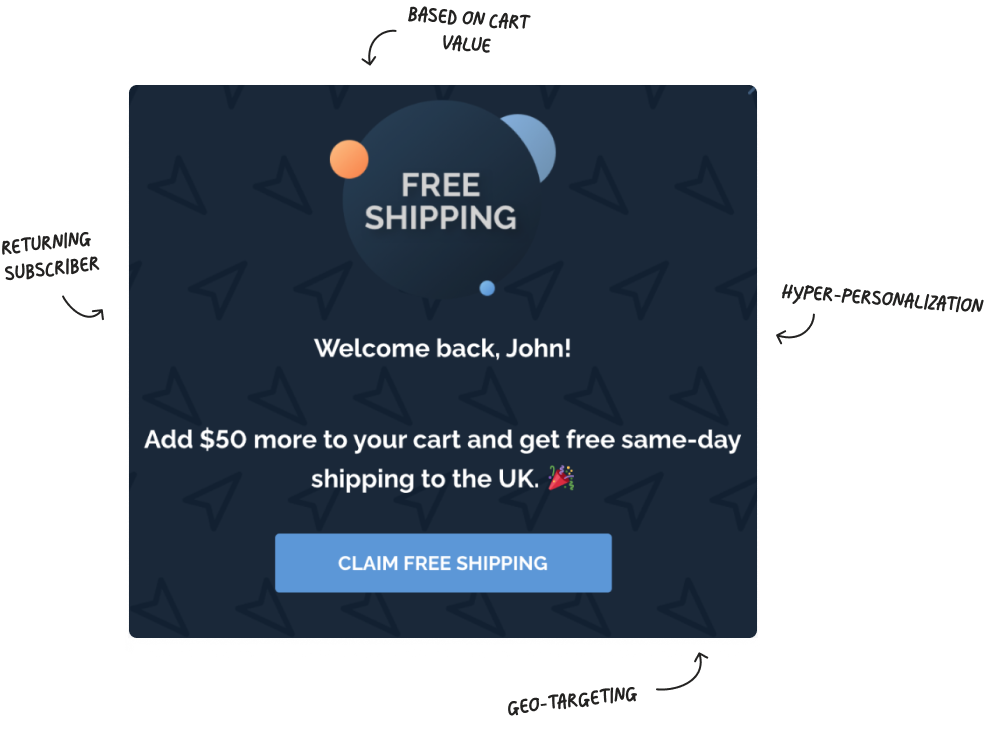 BASED ON CART
VALUE
FREE
SHIPPING
RETURNING
SUBSCRIBER
HYPER-PERSONALIZATION
Welcome back, John!
Add $50 more to your cart and get free same-day
shipping to the UK. 🎉
CLAIM FREE SHIPPING
GEO-TARGETING